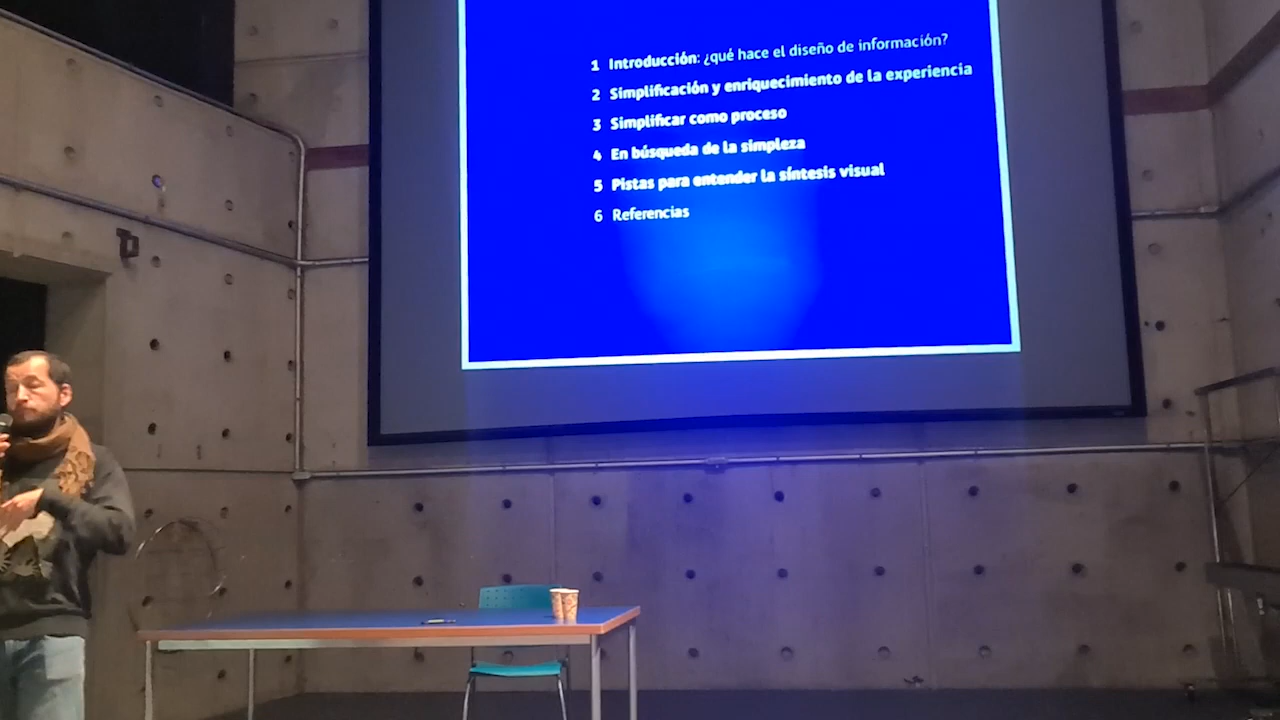 1 Introducción: ¿qué hace el diseño de información?
2 Simplificación y enriquecimiento de la experiencia
3 Simplificar como proceso
4 En búsqueda de la simpleza
5 Pistas para entender la síntesis visual
6 Referencias